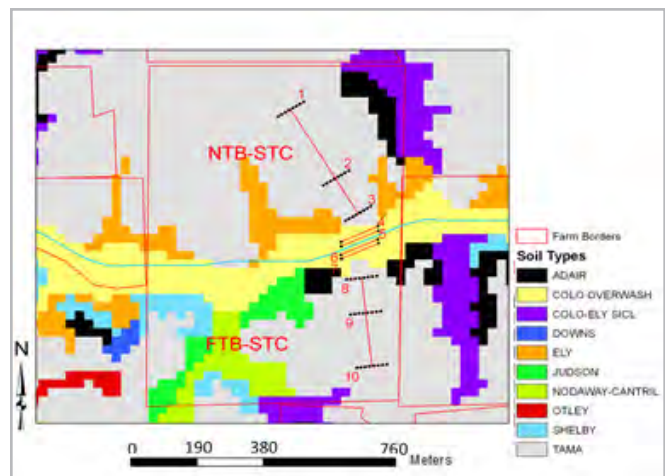 1
NTB-STC
2
3
4
5
6
8
9
FTB-STC
10
N
0 190 380 760
Meters
Farm Borders
Soil Types
ADAIR
COLO-OVERWASH
COLO-ELY SICL
DOWNS
ELY
JUDSON
NODAWAY-CANTRIL
OTLEY
SHELBY
TAMA